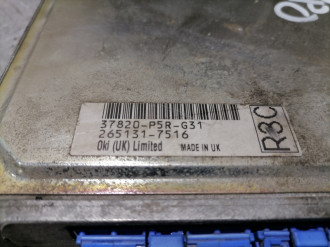 37820-P5R-G31
265131-7516
Oki (UK) Limited MADE IN UK
R3C